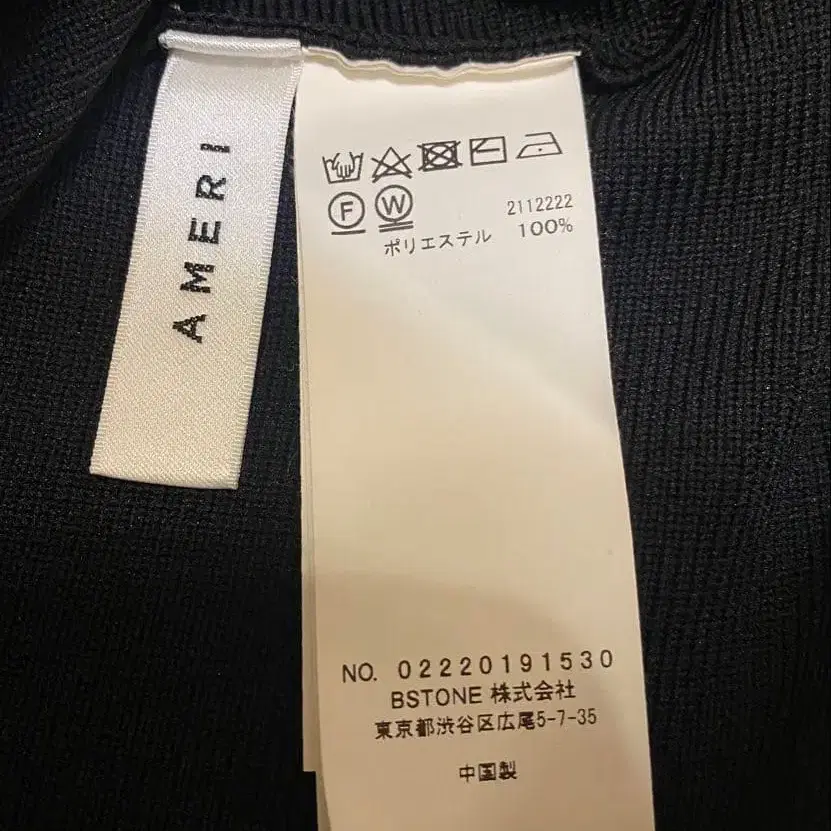 AMERI
F W
2112222
ポリエステル 100%
NO. 02220191530
BSTONE 株式会社
東京都渋谷区広尾5-7-35
中国製